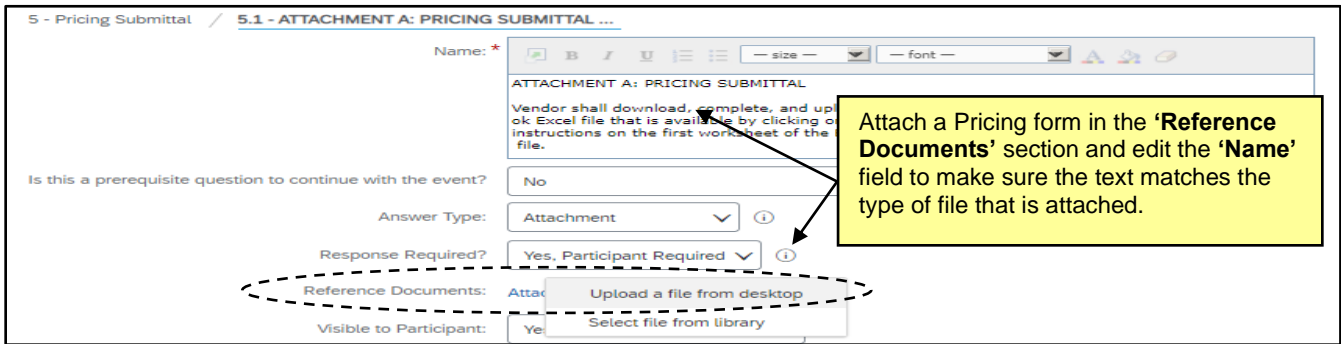 5 - Pricing Submittal / 5.1 - ATTACHMENT A: PRICING SUBMITTAL ...
Name: *
B I U — size — — font — A
ATTACHMENT A: PRICING SUBMITTAL
Vendor shall download, complete, and upl
ok Excel file that is available by clicking o
instructions on the first worksheet of the
file.
Attach a Pricing form in the ‘Reference
Documents’ section and edit the ‘Name’
field to make sure the text matches the
type of file that is attached.
Is this a prerequisite question to continue with the event? No
Answer Type: Attachment
Response Required? Yes, Participant Required
Reference Documents: Attac
Upload a file from desktop
Select file from library
Visible to Participant: Ye